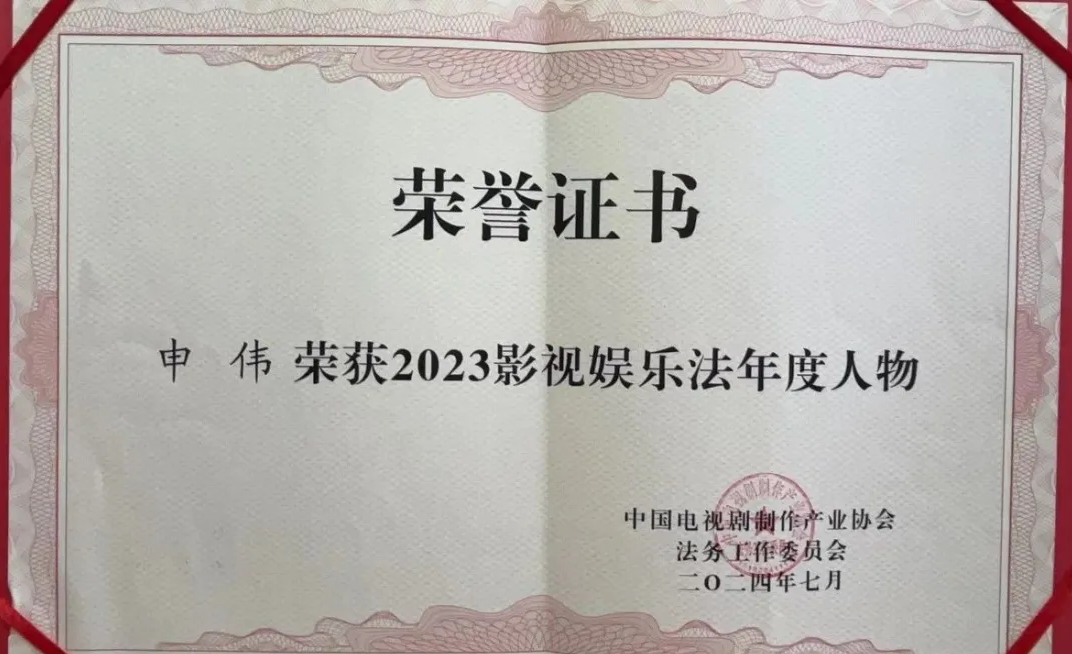 荣誉证书
申 伟 荣获2023影视娱乐法年度人物
中国电视剧制作产业协会
法务工作委员会
二〇二四年七月